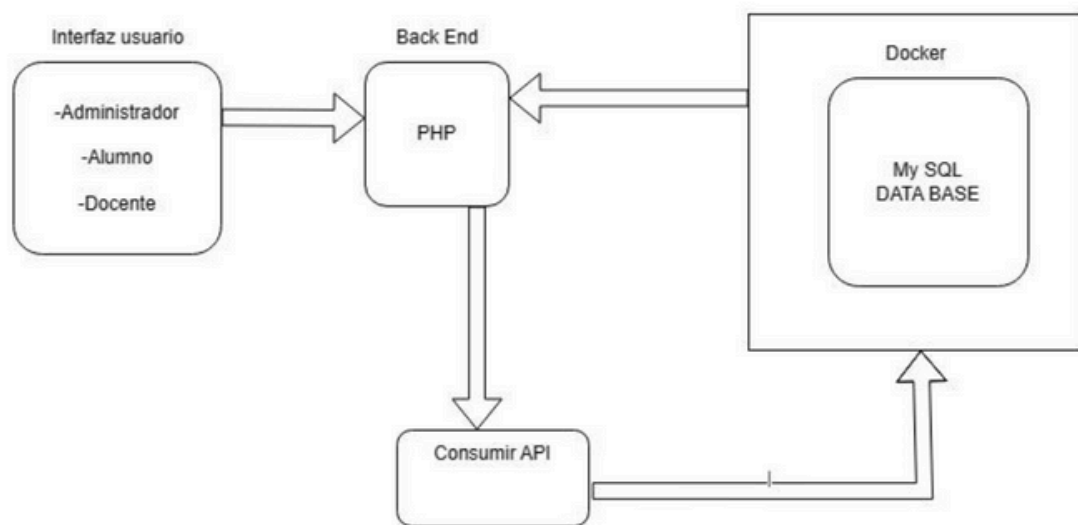 Interfaz usuario
-Administrador
-Alumno
-Docente
Back End
PHP
Docker
My SQL
DATA BASE
Consumir API